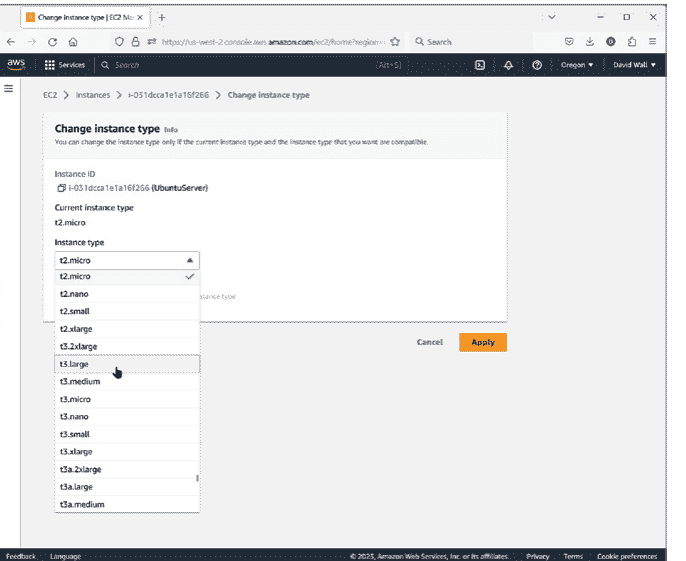 Change instance type | EC2 Ma
https://us-west-2.console.aws.amazon.com/ec2/home?region=
Search
aws
Services
Search
[Alt+S]
Oregon
David Wall
EC2 > Instances > i-031dcca1e1a16f266 > Change instance type
Change instance type Info
You can change the instance type only if the current instance type and the instance type that you want are compatible.
Instance ID
i-031dcca1e1a16f266 (UbuntuServer)
Current instance type
t2.micro
Instance type
t2.micro
t2.micro
t2.nano
stance type
t2.small
t2.xlarge
t3.2xlarge
Cancel
Apply
t3.large
t3.medium
t3.micro
t3.nano
t3.small
t3.xlarge
t3a.2xlarge
t3a.large
t3a.medium
Feedback
Language
Amazon Web Services, Inc. or its affiliates.
Privacy
Terms
Cookie preferences